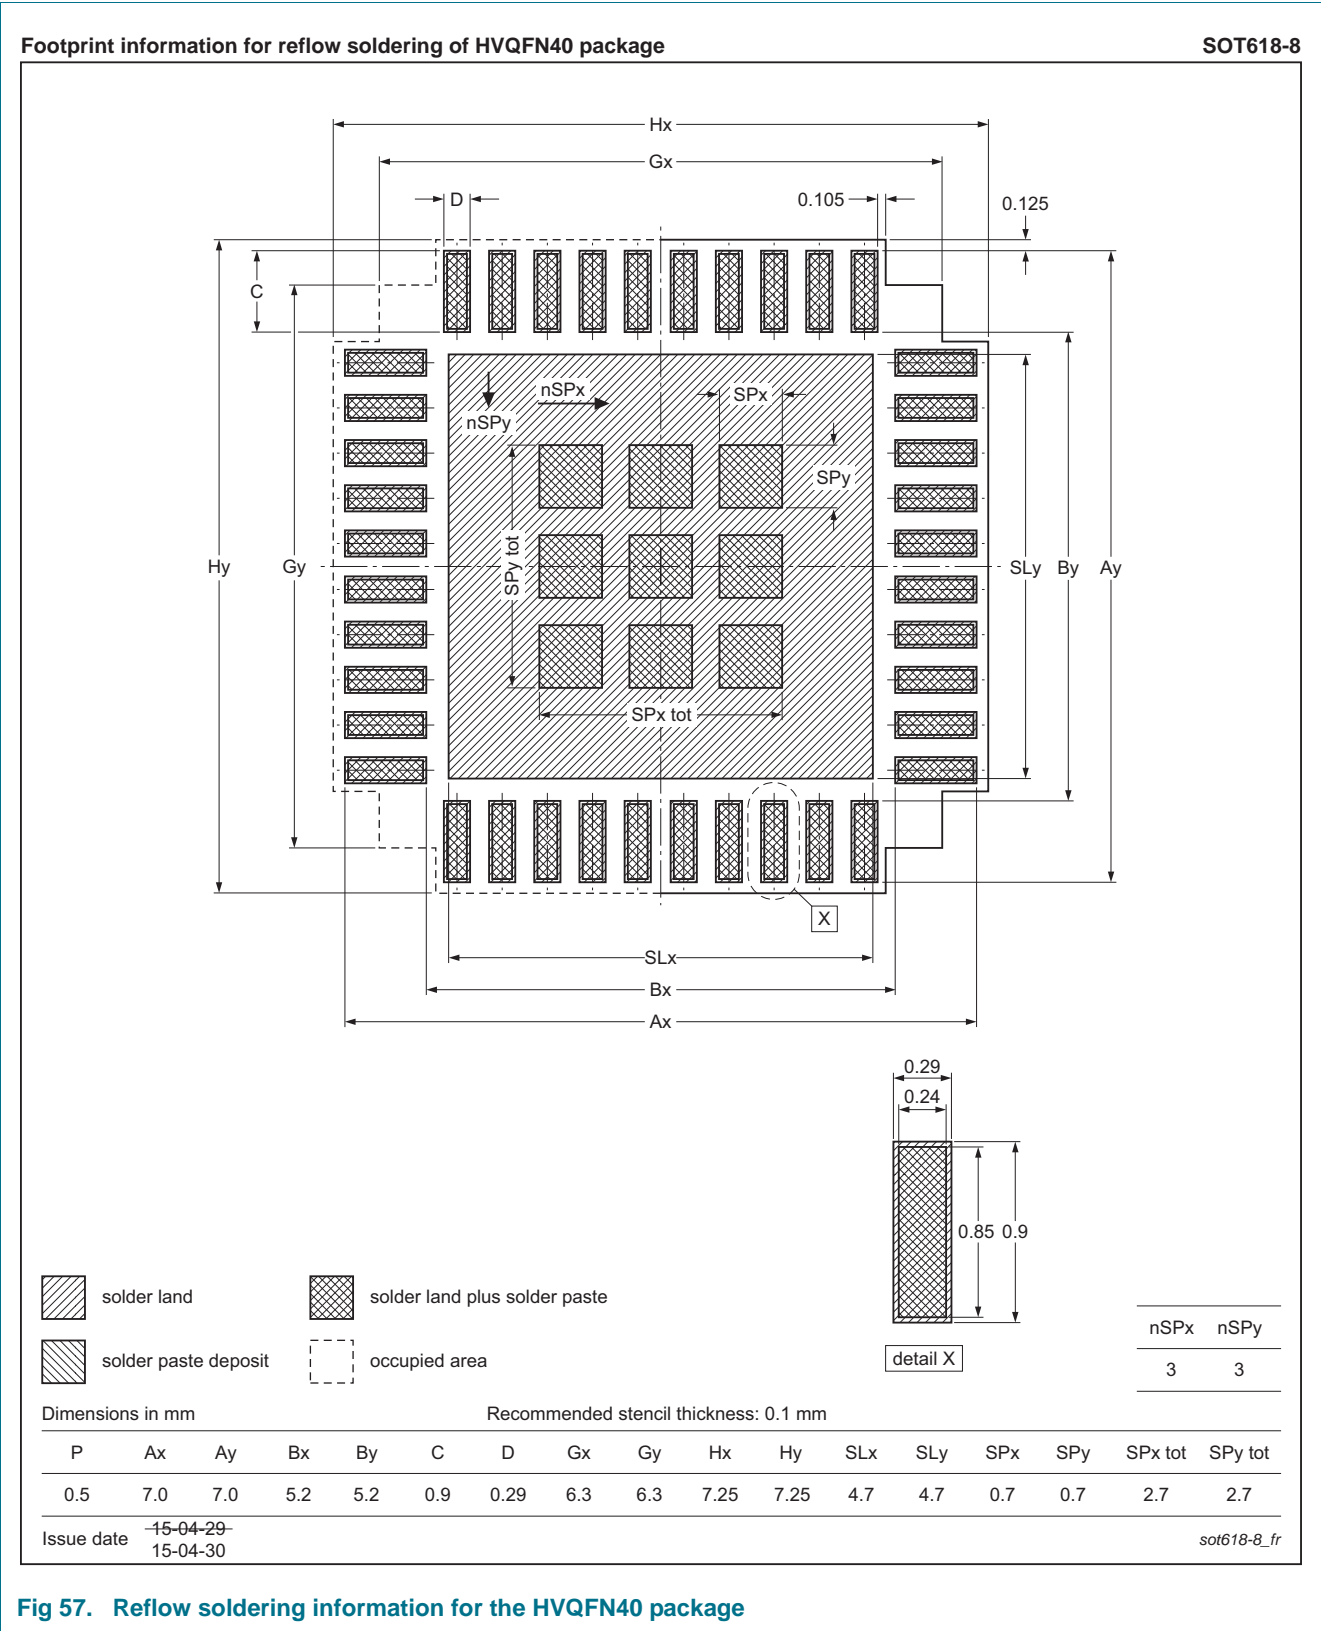 Footprint information for reflow soldering of HVQFN40 package SOT618-8
Hx
Gx
D
0.105
0.125
C
nSPx
SPx
nSPy
SPy
SPy tot
Hy
Gy
SLy
By
Ay
SPx tot
X
SLx
Bx
Ax
0.29
0.24
0.85 0.9
solder land
solder land plus solder paste
solder paste deposit
occupied area
detail X
nSPx nSPy
3 3
Dimensions in mm
Recommended stencil thickness: 0.1 mm
P Ax Ay Bx By C D Gx Gy Hx Hy SLx SLy SPx SPy SPx tot SPy tot
0.5 7.0 7.0 5.2 5.2 0.9 0.29 6.3 6.3 7.25 7.25 4.7 4.7 0.7 0.7 2.7 2.7
Issue date
15-04-29
15-04-30
sot618-8_fr
Fig 57. Reflow soldering information for the HVQFN40 package